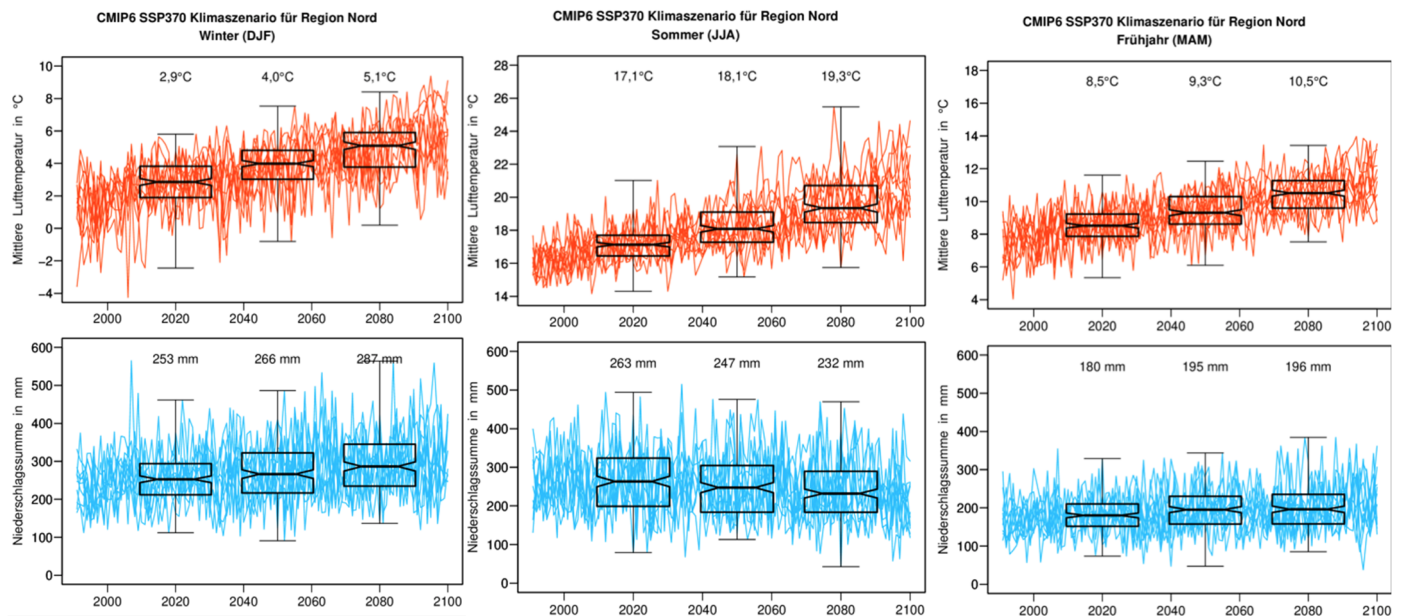 CMIP6 SSP370 Klimaszenario für Region Nord
Winter (DJF)
Mittlere Lufttemperatur in °C
10
8
6
4
2
0
−2
−4
2,9°C 4,0°C 5,1°C
2000 2020 2040 2060 2080 2100
Niederschlagssumme in mm
600
500
400
300
200
100
0
253 mm 266 mm 287 mm
2000 2020 2040 2060 2080 2100
CMIP6 SSP370 Klimaszenario für Region Nord
Sommer (JJA)
Mittlere Lufttemperatur in °C
28
26
24
22
20
18
16
14
17,1°C 18,1°C 19,3°C
2000 2020 2040 2060 2080 2100
Niederschlagssumme in mm
600
500
400
300
200
100
0
263 mm 247 mm 232 mm
2000 2020 2040 2060 2080 2100
CMIP6 SSP370 Klimaszenario für Region Nord
Frühjahr (MAM)
Mittlere Lufttemperatur in °C
18
16
14
12
10
8
6
4
8,5°C 9,3°C 10,5°C
2000 2020 2040 2060 2080 2100
Niederschlagssumme in mm
600
500
400
300
200
100
0
180 mm 195 mm 196 mm
2000 2020 2040 2060 2080 2100